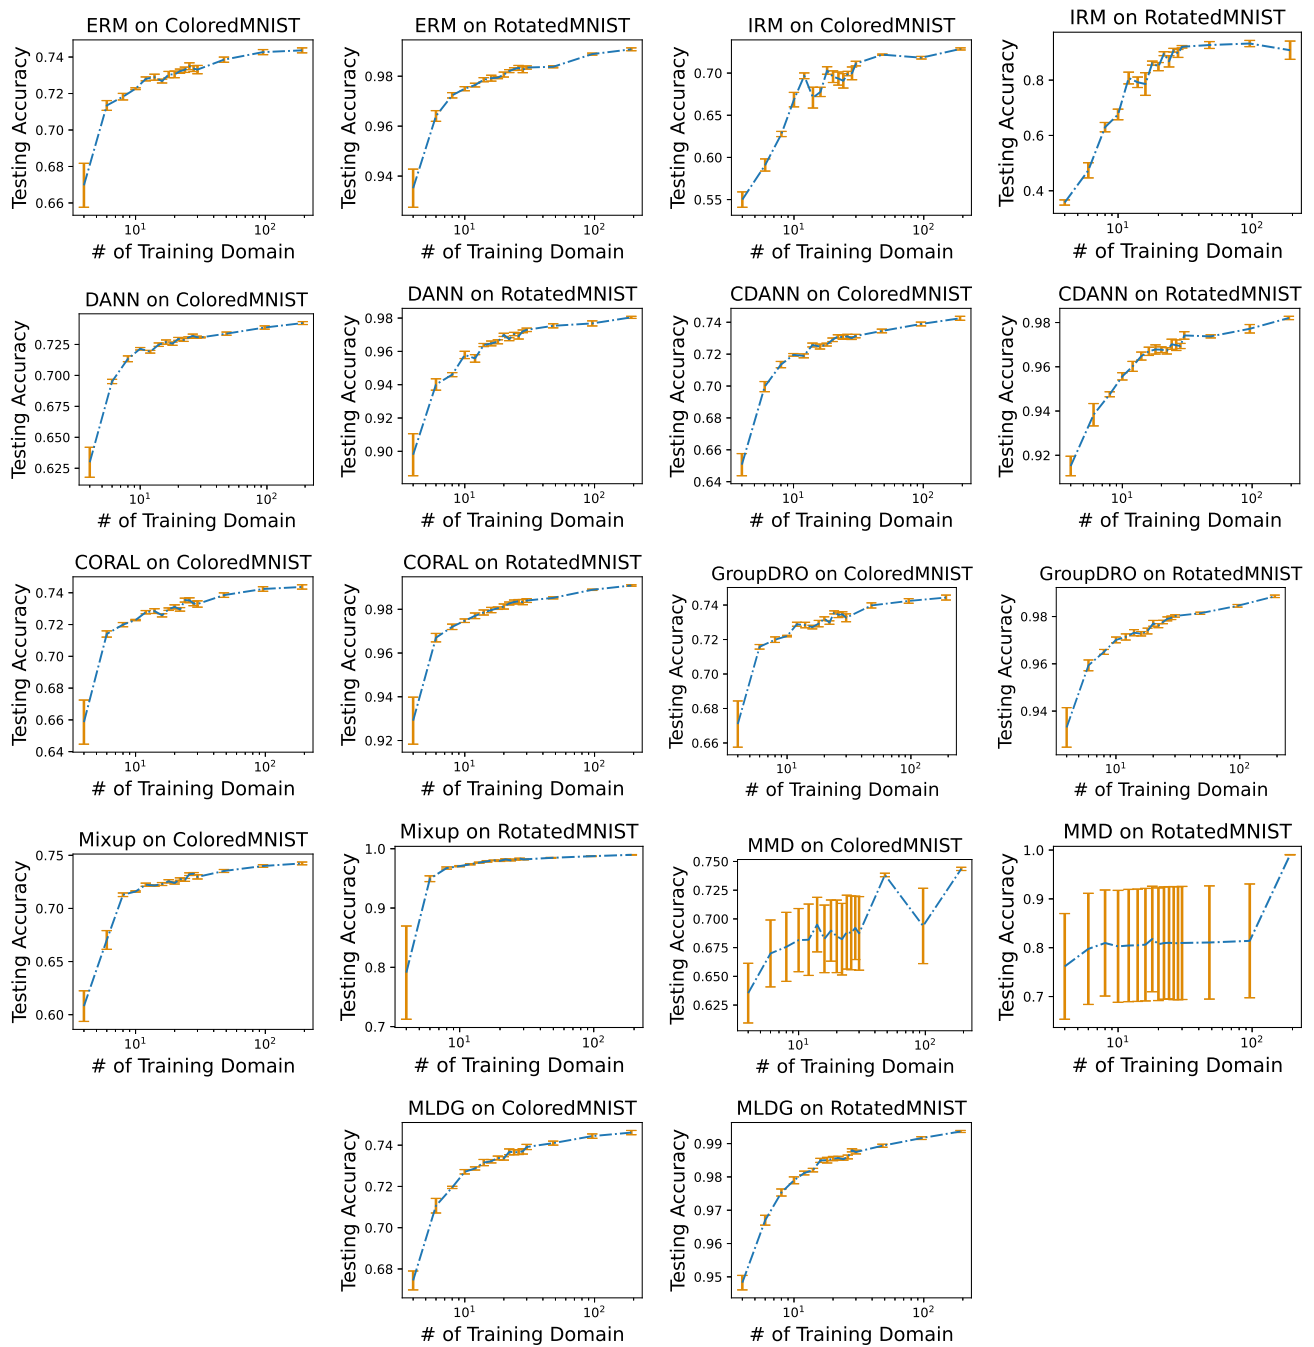 ERM on ColoredMNIST
Testing Accuracy
0.74
0.72
0.70
0.68
0.66
10¹
10²
# of Training Domain
ERM on RotatedMNIST
Testing Accuracy
0.98
0.96
0.94
10¹
10²
# of Training Domain
IRM on ColoredMNIST
Testing Accuracy
0.70
0.65
0.60
0.55
10¹
10²
# of Training Domain
IRM on RotatedMNIST
Testing Accuracy
0.8
0.6
0.4
10¹
10²
# of Training Domain
DANN on ColoredMNIST
Testing Accuracy
0.725
0.700
0.675
0.650
0.625
10¹
10²
# of Training Domain
DANN on RotatedMNIST
Testing Accuracy
0.98
0.96
0.94
0.92
0.90
10¹
10²
# of Training Domain
CDANN on ColoredMNIST
Testing Accuracy
0.74
0.72
0.70
0.68
0.66
0.64
10¹
10²
# of Training Domain
CDANN on RotatedMNIST
Testing Accuracy
0.98
0.96
0.94
0.92
10¹
10²
# of Training Domain
CORAL on ColoredMNIST
Testing Accuracy
0.74
0.72
0.70
0.68
0.66
0.64
10¹
10²
# of Training Domain
CORAL on RotatedMNIST
Testing Accuracy
0.98
0.96
0.94
0.92
10¹
10²
# of Training Domain
GroupDRO on ColoredMNIST
Testing Accuracy
0.74
0.72
0.70
0.68
0.66
10¹
10²
# of Training Domain
GroupDRO on RotatedMNIST
Testing Accuracy
0.98
0.96
0.94
10¹
10²
# of Training Domain
Mixup on ColoredMNIST
Testing Accuracy
0.75
0.70
0.65
0.60
10¹
10²
# of Training Domain
Mixup on RotatedMNIST
Testing Accuracy
1.0
0.9
0.8
0.7
10¹
10²
# of Training Domain
MMD on ColoredMNIST
Testing Accuracy
0.750
0.725
0.700
0.675
0.650
0.625
10¹
10²
# of Training Domain
MMD on RotatedMNIST
Testing Accuracy
1.0
0.9
0.8
0.7
10¹
10²
# of Training Domain
MLDG on ColoredMNIST
Testing Accuracy
0.74
0.72
0.70
0.68
10¹
10²
# of Training Domain
MLDG on RotatedMNIST
Testing Accuracy
0.99
0.98
0.97
0.96
0.95
10¹
10²
# of Training Domain